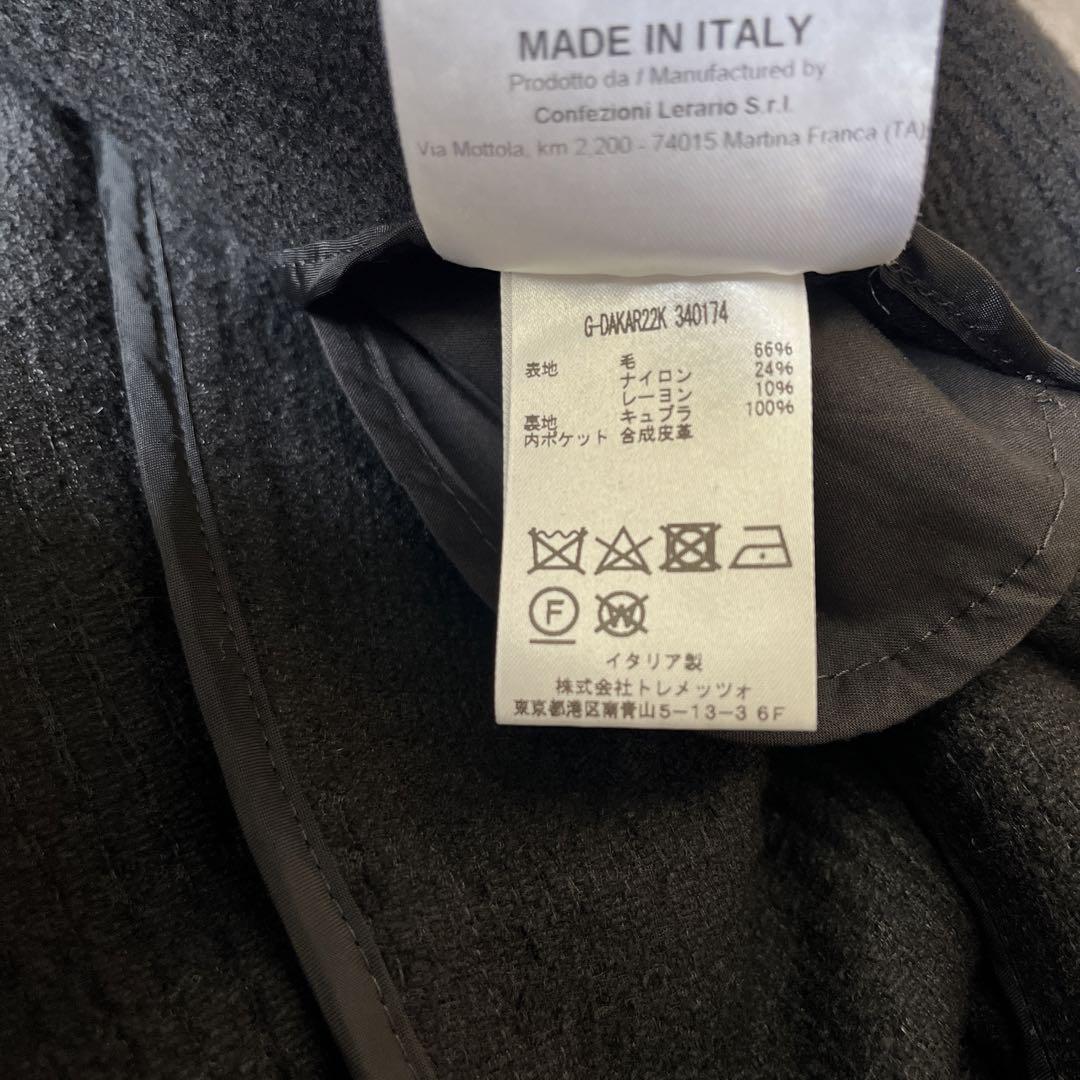 MADE IN ITALY
Prodotto da / Manufactured by
Confezioni Lerario S.r.l.
Via Mottola, km 2,200 - 74015 Martina Franca (TA)
G-DAKAR22K 340174
表地 毛 66%
ナイロン 24%
レーヨン 10%
裏地 キュプラ 100%
内ポケット 合成皮革
F W
イタリア製
株式会社トレメッツォ
東京都港区南青山5-13-3 6F